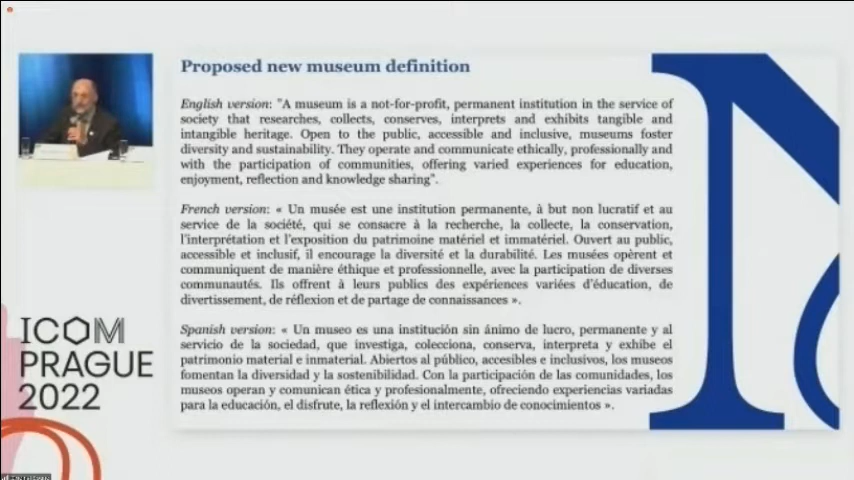 Proposed new museum definition
English version: "A museum is a not-for-profit, permanent institution in the service of
society that researches, collects, conserves, interprets and exhibits tangible and
intangible heritage. Open to the public, accessible and inclusive, museums foster
diversity and sustainability. They operate and communicate ethically, professionally and
with the participation of communities, offering varied experiences for education,
enjoyment, reflection and knowledge sharing".
French version: « Un musée est une institution permanente, à but non lucratif et au
service de la société, qui se consacre à la recherche, la collecte, la conservation,
l'interprétation et l'exposition du patrimoine matériel et immatériel. Ouvert au public,
accessible et inclusif, il encourage la diversité et la durabilité. Les musées opèrent et
communiquent de manière éthique et professionnelle, avec la participation de diverses
communautés. Ils offrent à leurs publics des expériences variées d'éducation, de
divertissement, de réflexion et de partage de connaissances ».
Spanish version: « Un museo es una institución sin ánimo de lucro, permanente y al
servicio de la sociedad, que investiga, colecciona, conserva, interpreta y exhibe el
patrimonio material e inmaterial. Abiertos al público, accesibles e inclusivos, los museos
fomentan la diversidad y la sostenibilidad. Con la participación de las comunidades, los
museos operan y comunican ética y profesionalmente, ofreciendo experiencias variadas
para la educación, el disfrute, la reflexión y el intercambio de conocimientos ».
ICOM
PRAGUE
2022